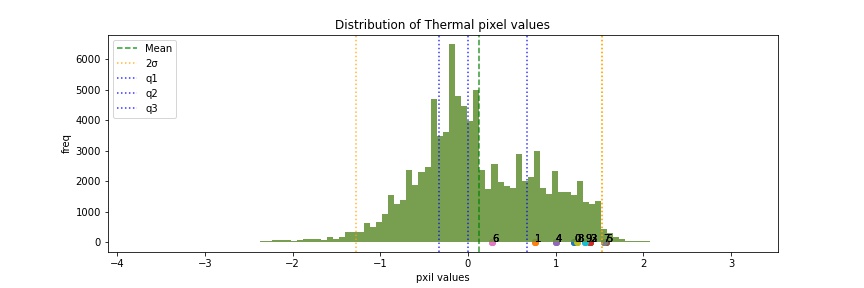 Distribution of Thermal pixel values
Mean
2σ
q1
q2
q3
freq
6000
5000
4000
3000
2000
1000
0
6 1 4
−4 −3 −2 −1 0 1 2 3
pxil values